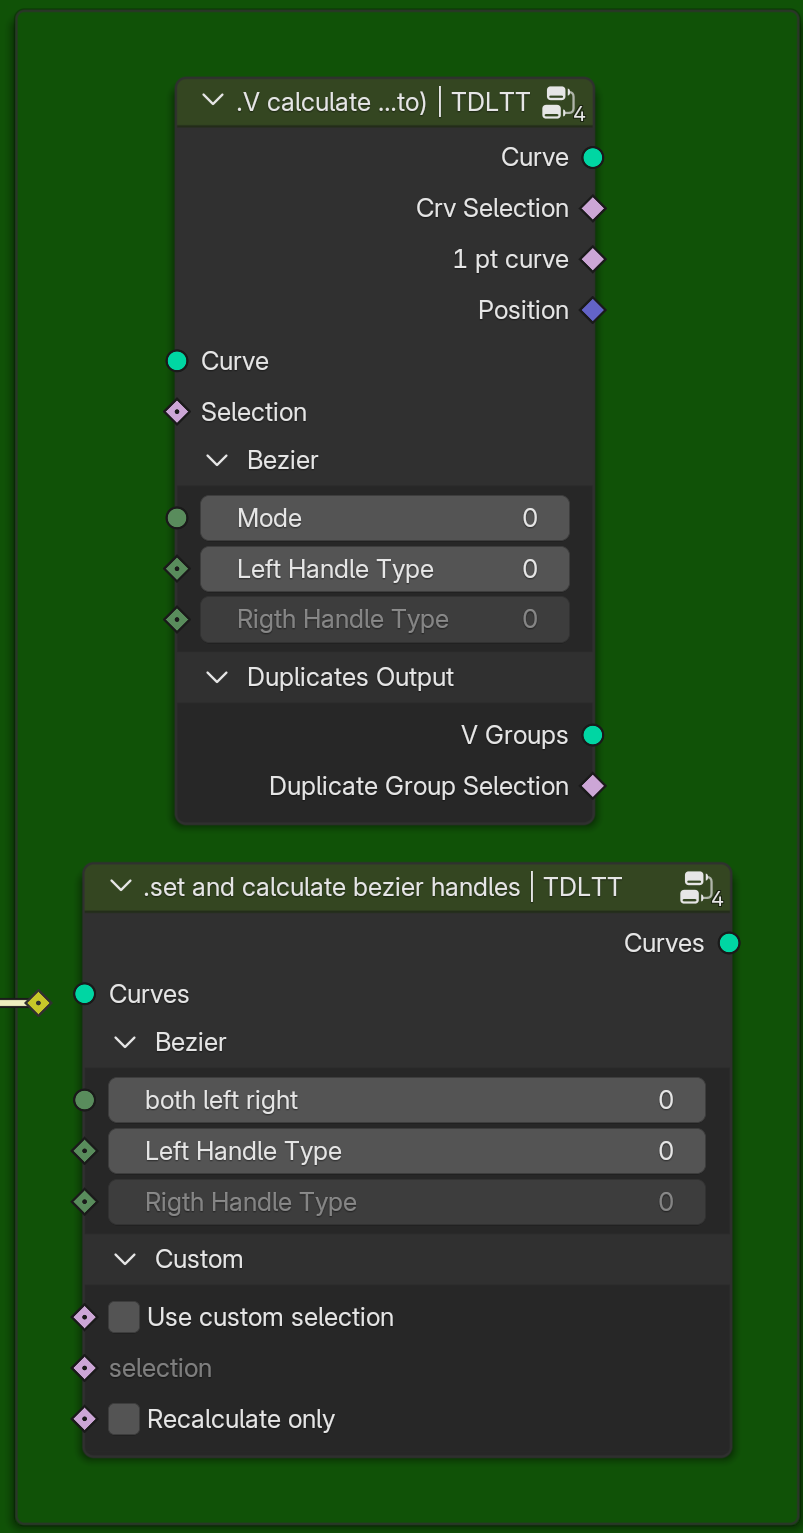 .V calculate ...to) | TDLTT 4
Curve
Crv Selection
1 pt curve
Position
Curve
Selection
Bezier
Mode 0
Left Handle Type 0
Rigth Handle Type 0
Duplicates Output
V Groups
Duplicate Group Selection
.set and calculate bezier handles | TDLTT 4
Curves
Curves
Bezier
both left right 0
Left Handle Type 0
Rigth Handle Type 0
Custom
Use custom selection
selection
Recalculate only